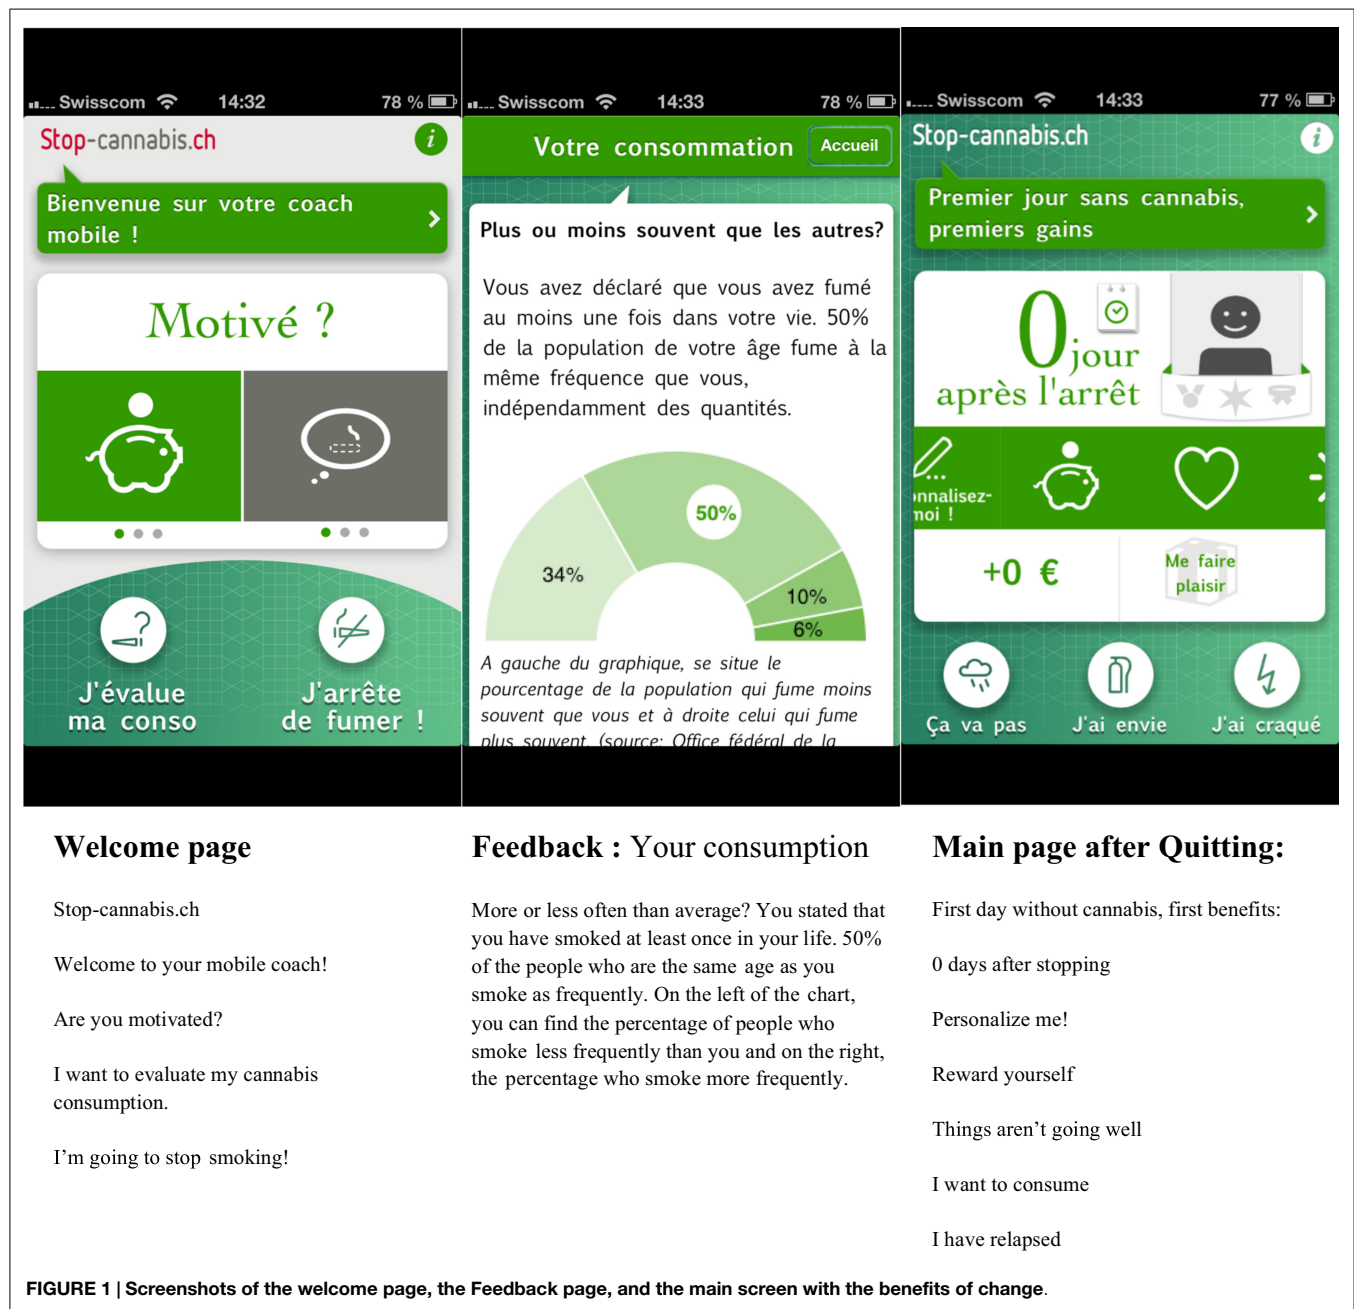 Swisscom 14:32 78 %
Stop-cannabis.ch
i
Bienvenue sur votre coach
mobile !
Motivé ?
J'évalue
ma conso
J'arrête
de fumer !
Swisscom 14:33 78 %
Votre consommation Accueil
Plus ou moins souvent que les autres?
Vous avez déclaré que vous avez fumé
au moins une fois dans votre vie. 50%
de la population de votre âge fume à la
même fréquence que vous,
indépendamment des quantités.
50%
34%
10%
6%
A gauche du graphique, se situe le
pourcentage de la population qui fume moins
souvent que vous et à droite celui qui fume
plus souvent. (source: Office fédéral de la
Swisscom 14:33 77 %
Stop-cannabis.ch
i
Premier jour sans cannabis,
premiers gains
0 jour
après l'arrêt
onnalisez-
moi !
+0 €
Me faire
plaisir
Ça va pas
J'ai envie
J'ai craqué
Welcome page
Stop-cannabis.ch
Welcome to your mobile coach!
Are you motivated?
I want to evaluate my cannabis
consumption.
I'm going to stop smoking!
Feedback : Your consumption
More or less often than average? You stated that
you have smoked at least once in your life. 50%
of the people who are the same age as you
smoke as frequently. On the left of the chart,
you can find the percentage of people who
smoke less frequently than you and on the right,
the percentage who smoke more frequently.
Main page after Quitting:
First day without cannabis, first benefits:
0 days after stopping
Personalize me!
Reward yourself
Things aren't going well
I want to consume
I have relapsed
FIGURE 1 | Screenshots of the welcome page, the Feedback page, and the main screen with the benefits of change.